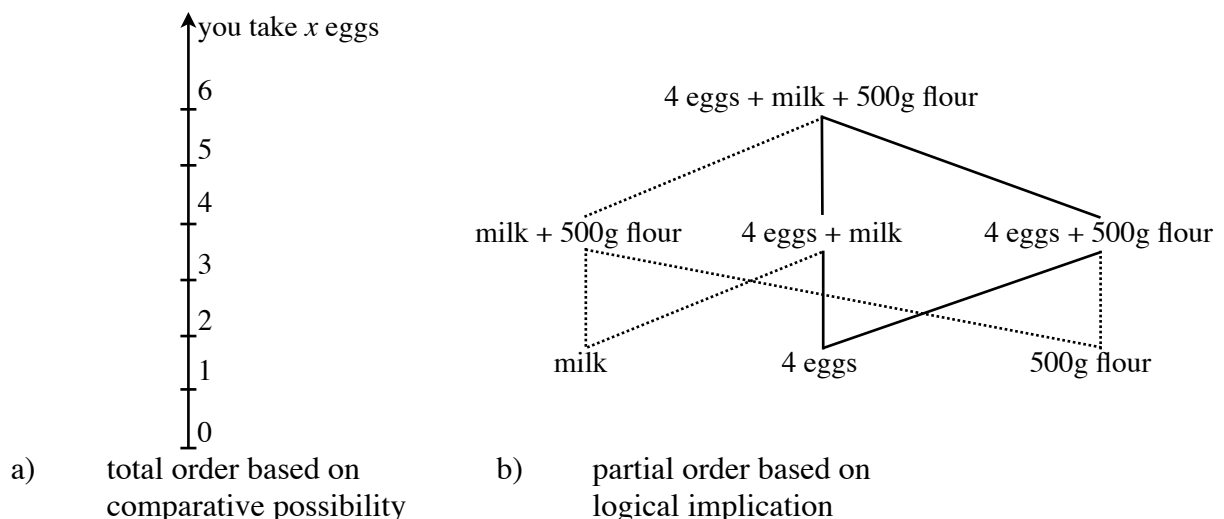 you take x eggs
6
5
4
3
2
1
0
4 eggs + milk + 500g flour
milk + 500g flour 4 eggs + milk 4 eggs + 500g flour
milk 4 eggs 500g flour
a) total order based on
comparative possibility
b) partial order based on
logical implication